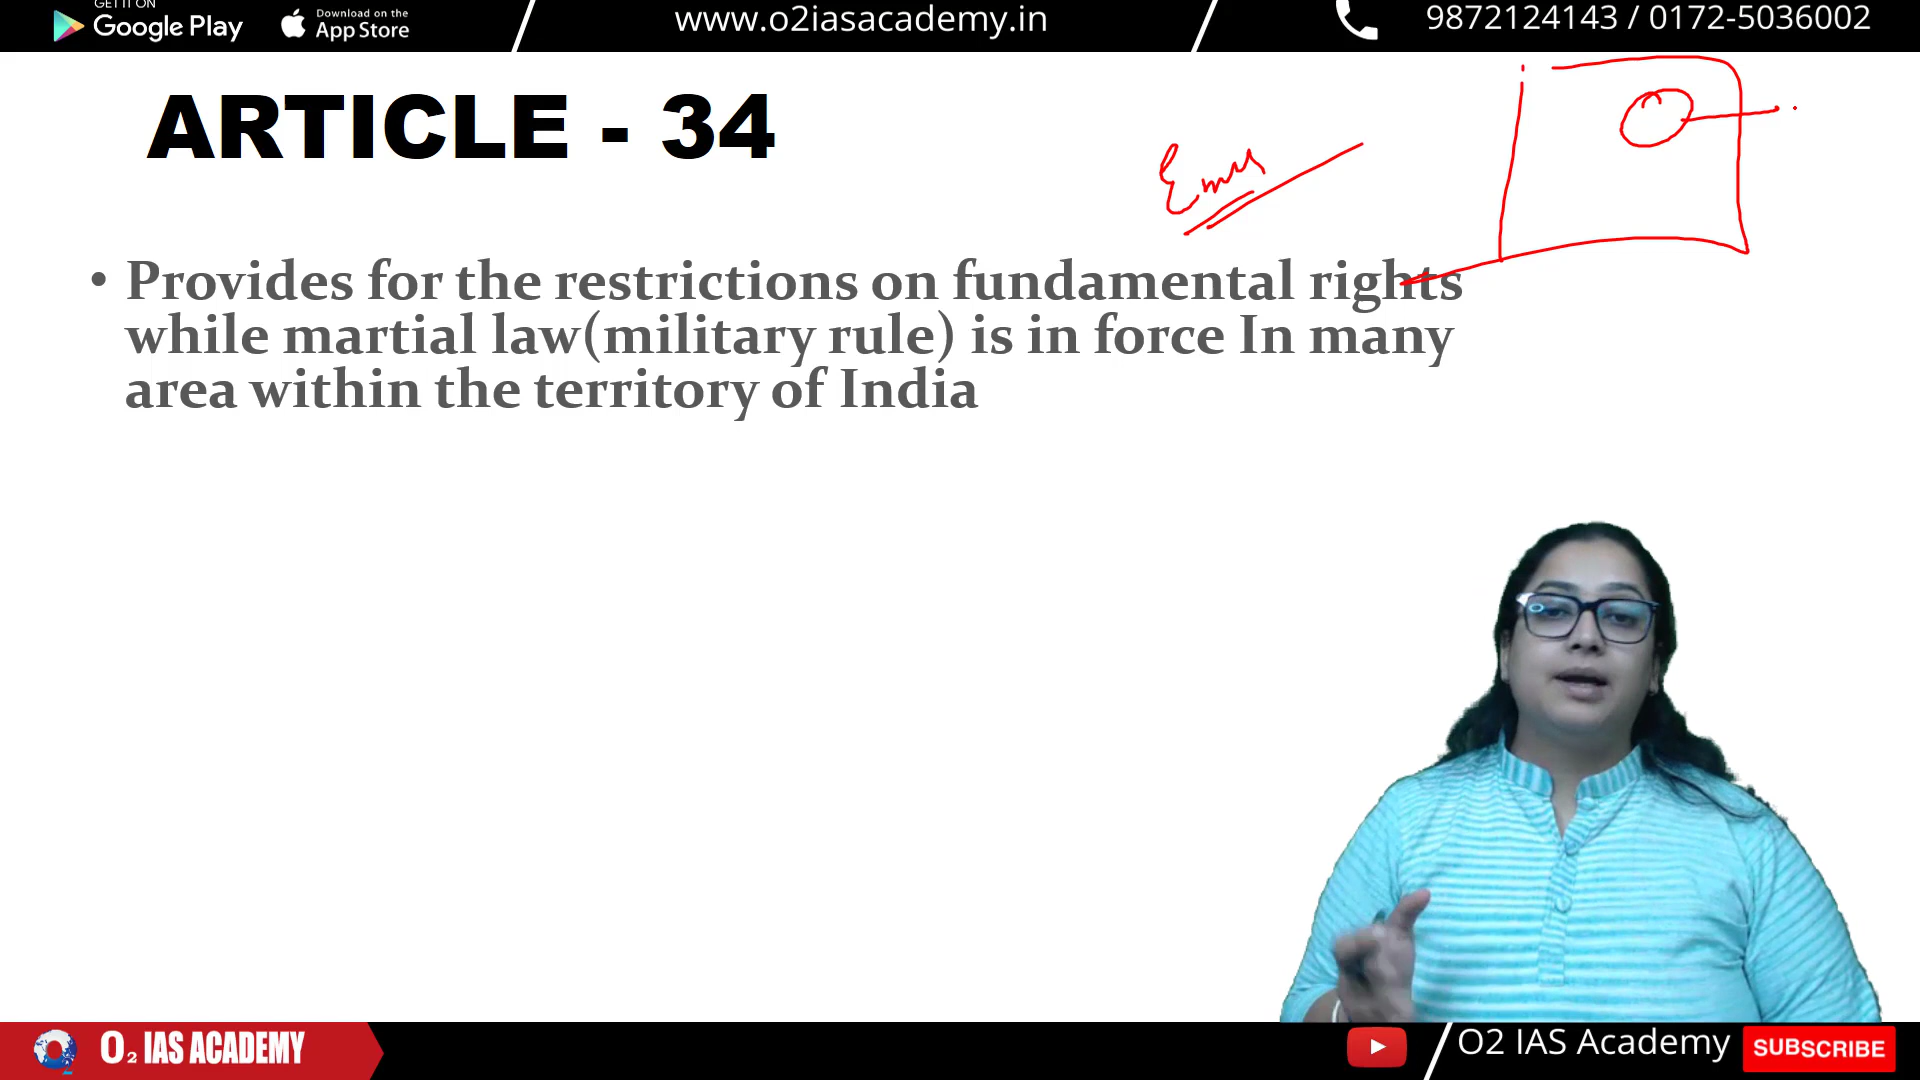 GET IT ON
Google Play
Download on the
App Store
www.o2iasacademy.in
9872124143 / 0172-5036002
ARTICLE - 34
• Provides for the restrictions on fundamental rights
while martial law(military rule) is in force In many
area within the territory of India
O2 IAS ACADEMY
O2 IAS Academy
SUBSCRIBE